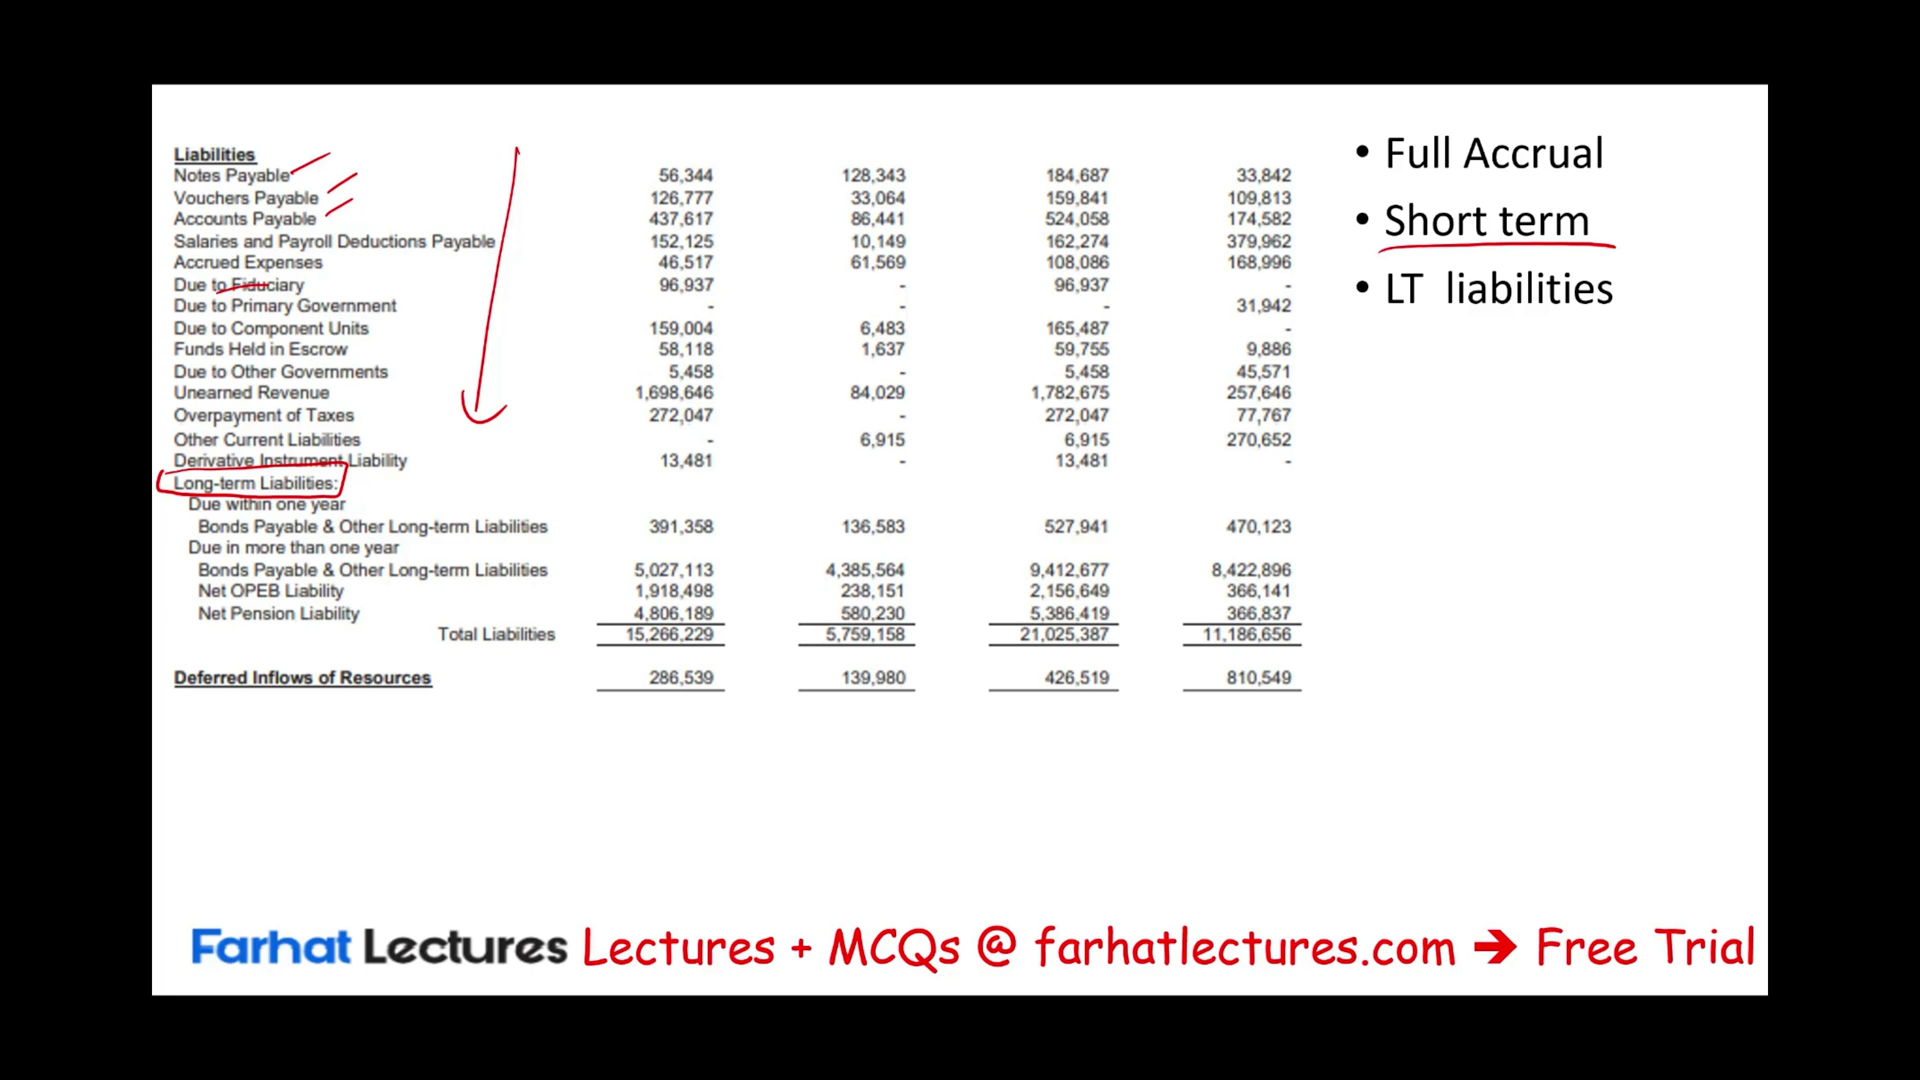 Liabilities
Notes Payable 56,344 128,343 184,687 33,842
Vouchers Payable 126,777 33,064 159,841 109,813
Accounts Payable 437,617 86,441 524,058 174,582
Salaries and Payroll Deductions Payable 152,125 10,149 162,274 379,962
Accrued Expenses 46,517 61,569 108,086 168,996
Due to Fiduciary 96,937 - 96,937 -
Due to Primary Government - - - 31,942
Due to Component Units 159,004 6,483 165,487 -
Funds Held in Escrow 58,118 1,637 59,755 9,886
Due to Other Governments 5,458 - 5,458 45,571
Unearned Revenue 1,698,646 84,029 1,782,675 257,646
Overpayment of Taxes 272,047 - 272,047 77,767
Other Current Liabilities - 6,915 6,915 270,652
Derivative Instrument Liability 13,481 - 13,481 -
Long-term Liabilities:
Due within one year
Bonds Payable & Other Long-term Liabilities 391,358 136,583 527,941 470,123
Due in more than one year
Bonds Payable & Other Long-term Liabilities 5,027,113 4,385,564 9,412,677 8,422,896
Net OPEB Liability 1,918,498 238,151 2,156,649 366,141
Net Pension Liability 4,806,189 580,230 5,386,419 366,837
Total Liabilities 15,266,229 5,759,158 21,025,387 11,186,656
Deferred Inflows of Resources 286,539 139,980 426,519 810,549
• Full Accrual
• Short term
• LT liabilities
Farhat Lectures Lectures + MCQs @ farhatlectures.com ➔ Free Trial